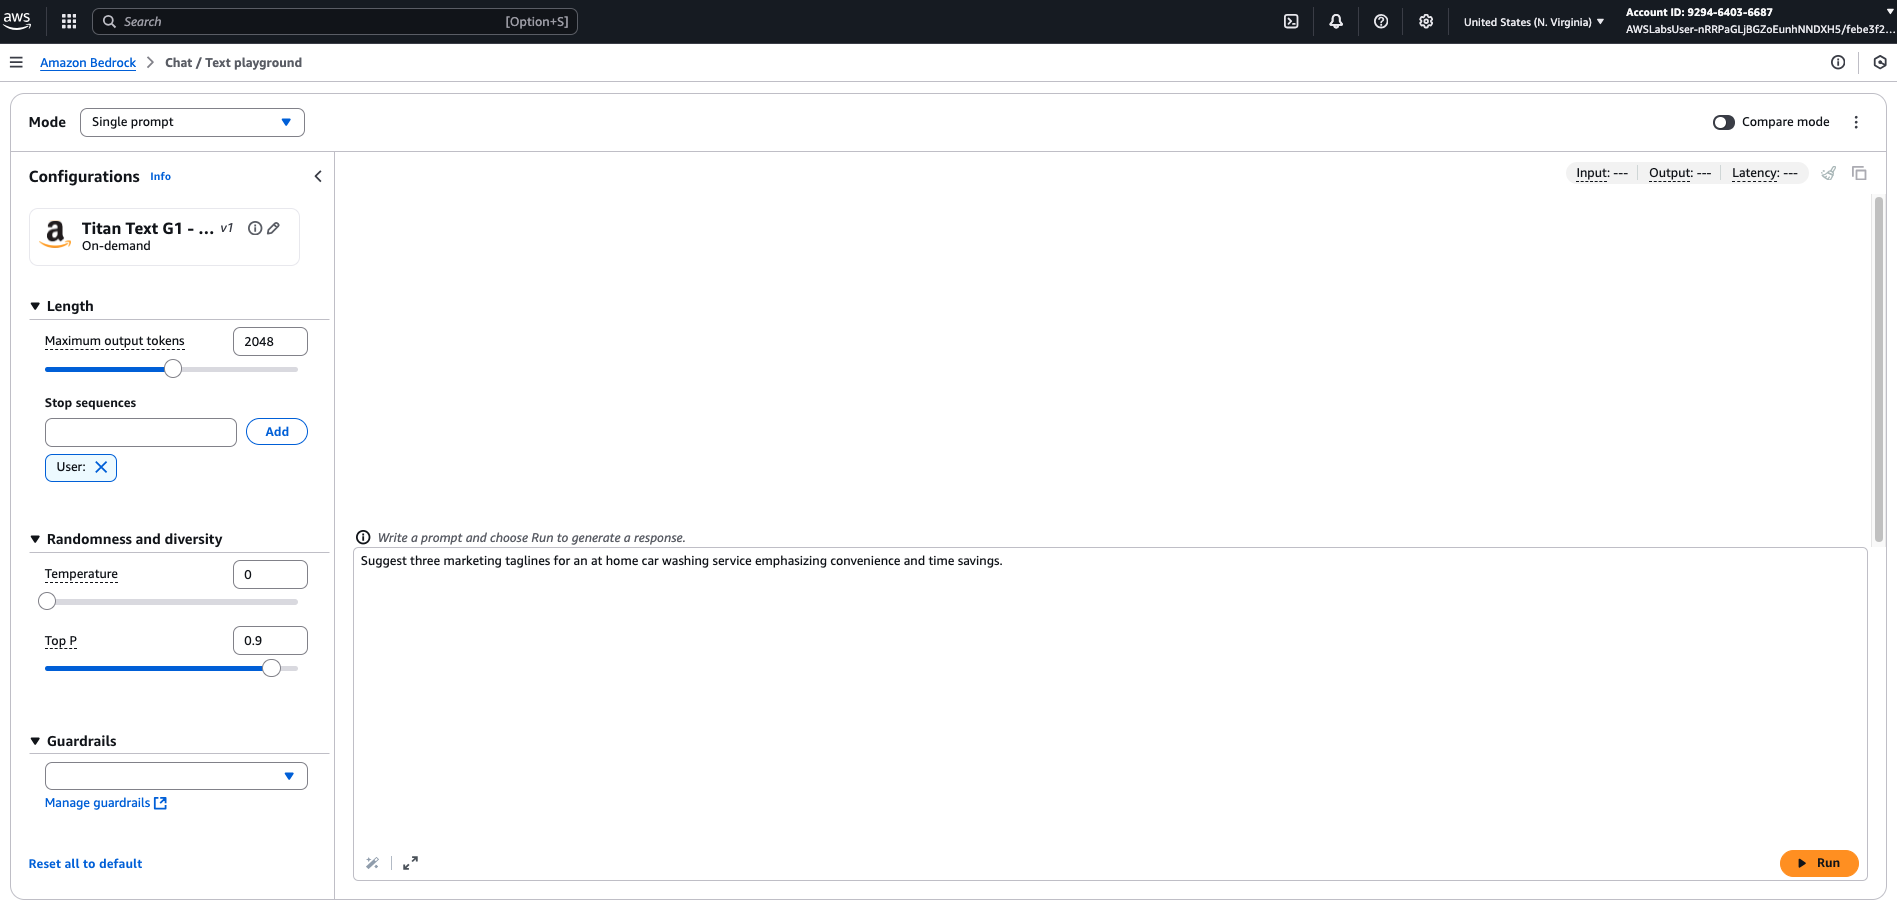 aws
Search
[Option+S]
United States (N. Virginia)
Account ID: 9294-6403-6687
AWSLabsUser-nRRPaGLjBGZoEunhNNDXH5/febe3f2...
Amazon Bedrock
Chat / Text playground
Mode
Single prompt
Compare mode
Configurations Info
Input: ---
Output: ---
Latency: ---
Titan Text G1 - ... v1
On-demand
Length
Maximum output tokens
2048
Stop sequences
Add
User:
Randomness and diversity
Temperature
0
Top P
0.9
Guardrails
Manage guardrails
Reset all to default
Write a prompt and choose Run to generate a response.
Suggest three marketing taglines for an at home car washing service emphasizing convenience and time savings.
Run